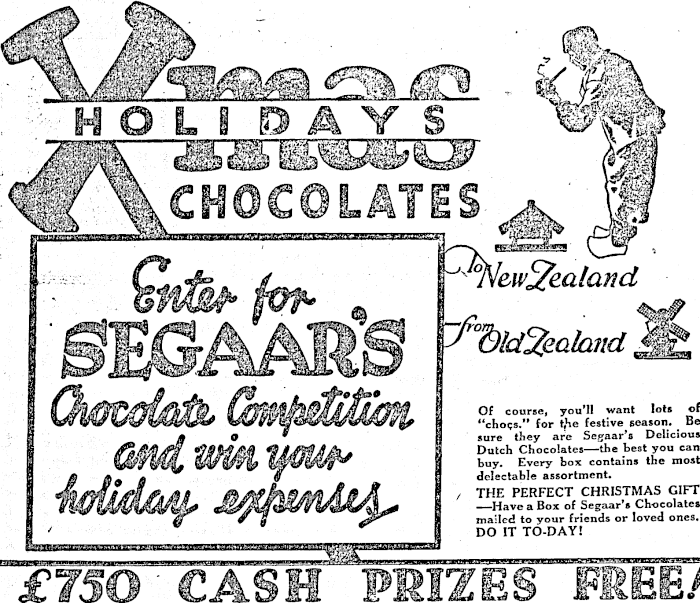 Xmas
HOLIDAYS
CHOCOLATES
Enter for
SEGAAR'S
Chocolate Competition
and win your
holiday expenses
To New Zealand
from Old Zealand
Of course, you'll want lots of
"chocs." for the festive season. Be
sure they are Segaar's Delicious
Dutch Chocolates—the best you can
buy. Every box contains the most
delectable assortment.
THE PERFECT CHRISTMAS GIFT
—Have a Box of Segaar's Chocolates
mailed to your friends or loved ones.
DO IT TO-DAY!
£750 CASH PRIZES FREE!